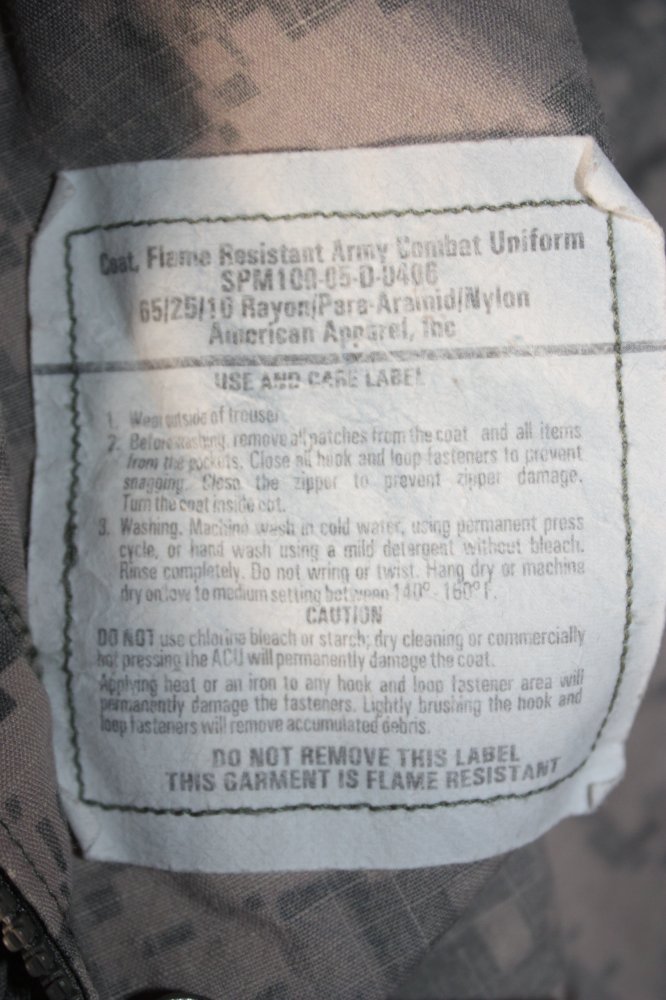 Coat, Flame Resistant Army Combat Uniform
SPM100-05-D-0406
65/25/10 Rayon/Para-Aramid/Nylon
American Apparel, Inc
USE AND CARE LABEL
1. Wear outside of trouser
2. Before washing, remove all patches from the coat and all items
from the pockets. Close all hook and loop fasteners to prevent
snagging. Close the zipper to prevent zipper damage.
Turn the coat inside out.
3. Washing. Machine wash in cold water, using permanent press
cycle, or hand wash using a mild detergent without bleach.
Rinse completely. Do not wring or twist. Hang dry or machine
dry on low to medium setting between 140° - 160° F.
CAUTION
DO NOT use chlorine bleach or starch; dry cleaning or commercially
hot pressing the ACU will permanently damage the coat.
Applying heat or an iron to any hook and loop fastener area will
permanently damage the fasteners. Lightly brushing the hook and
loop fasteners will remove accumulated debris.
DO NOT REMOVE THIS LABEL
THIS GARMENT IS FLAME RESISTANT